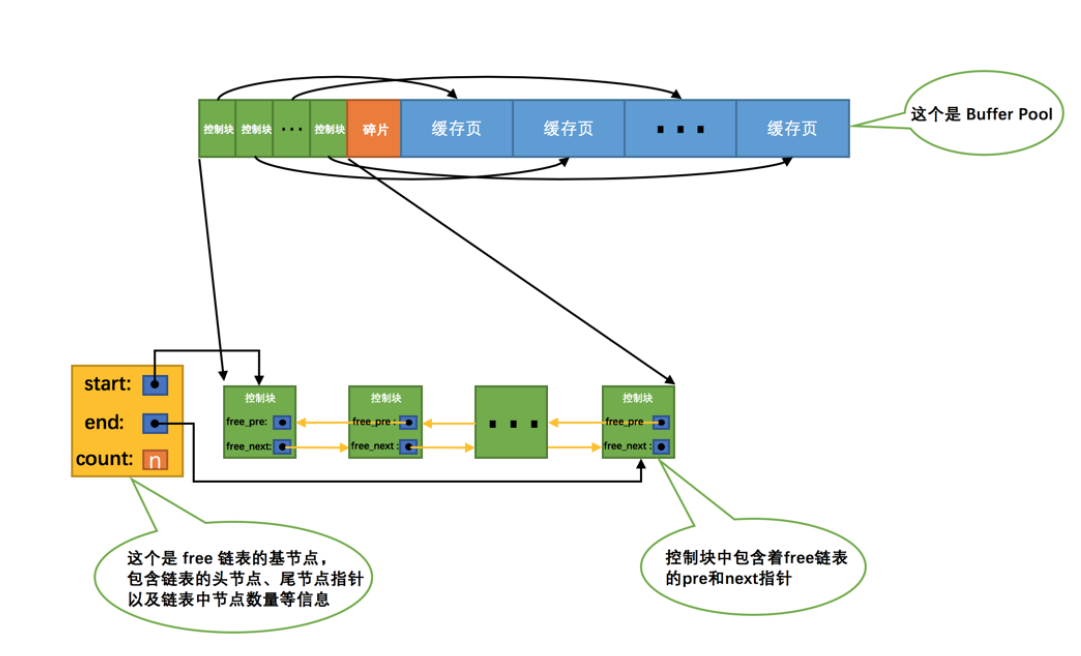 控制块
控制块
...
控制块
碎片
缓存页
缓存页
...
缓存页
这个是 Buffer Pool
start:
end:
count: n
控制块
free_pre:
free_next:
控制块
free_pre :
free_next :
...
控制块
free_pre
free_next :
这个是 free 链表的基节点，
包含链表的头节点、尾节点指针
以及链表中节点数量等信息
控制块中包含着free链表
的pre和next指针